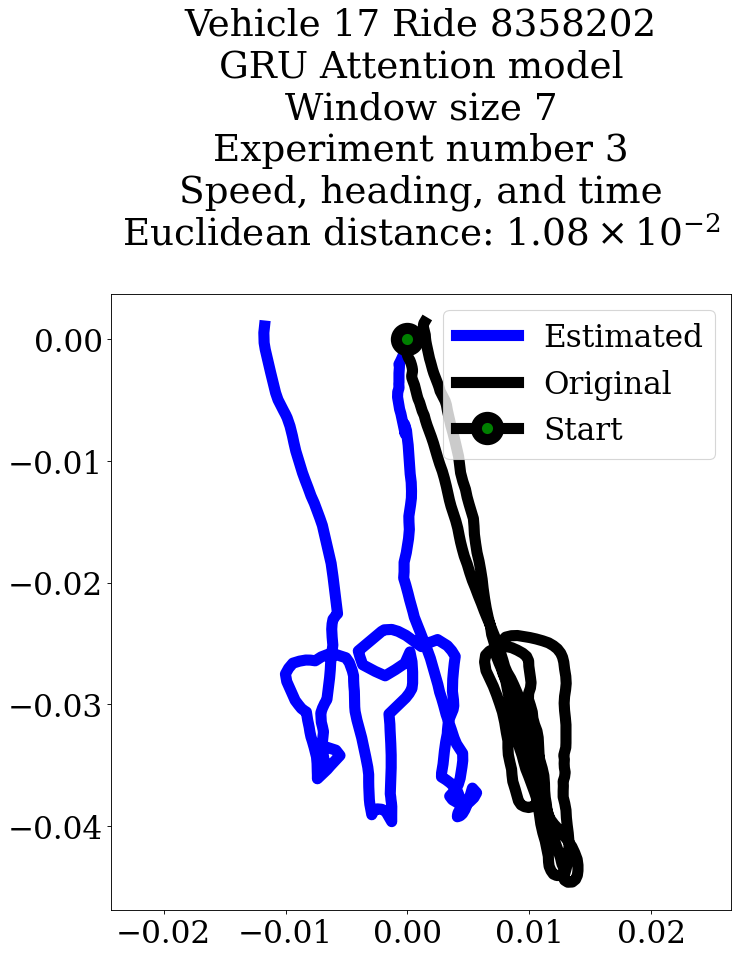 Vehicle 17 Ride 8358202
GRU Attention model
Window size 7
Experiment number 3
Speed, heading, and time
Euclidean distance: 1.08 × 10⁻²
Estimated
Original
Start
0.00
−0.01
−0.02
−0.03
−0.04
−0.02 −0.01 0.00 0.01 0.02